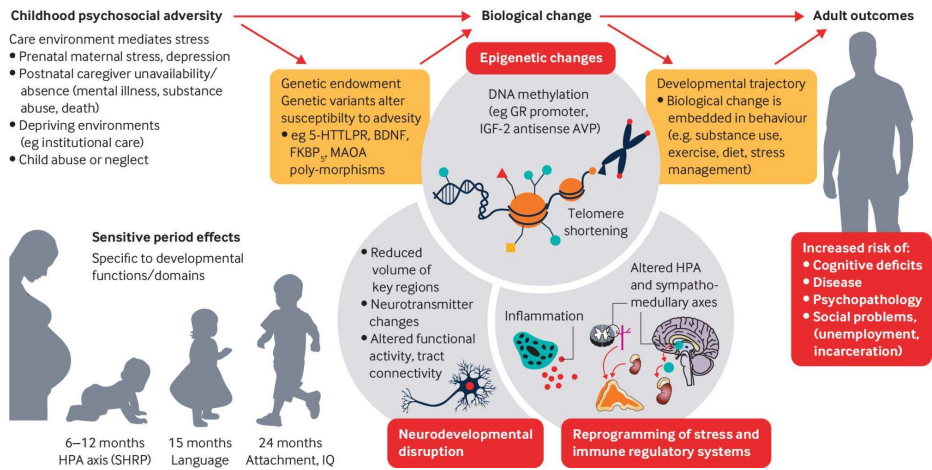 Childhood psychosocial adversity
Care environment mediates stress
• Prenatal maternal stress, depression
• Postnatal caregiver unavailability/
absence (mental illness, substance
abuse, death)
• Depriving environments
(eg institutional care)
• Child abuse or neglect
Genetic endowment
Genetic variants alter
susceptibilty to advesity
• eg 5-HTTLPR, BDNF,
FKBP5, MAOA
poly-morphisms
Biological change
Epigenetic changes
DNA methylation
(eg GR promoter,
IGF-2 antisense AVP)
Telomere
shortening
Developmental trajectory
• Biological change is
embedded in behaviour
(e.g. substance use,
exercise, diet, stress
management)
Adult outcomes
Increased risk of:
• Cognitive deficits
• Disease
• Psychopathology
• Social problems,
(unemployment,
incarceration)
Sensitive period effects
Specific to developmental
functions/domains
6–12 months
HPA axis (SHRP)
15 months
Language
24 months
Attachment, IQ
• Reduced
volume of
key regions
• Neurotransmitter
changes
• Altered functional
activity, tract
connectivity
Neurodevelopmental
disruption
Altered HPA
and sympatho-
medullary axes
Inflammation
Reprogramming of stress and
immune regulatory systems